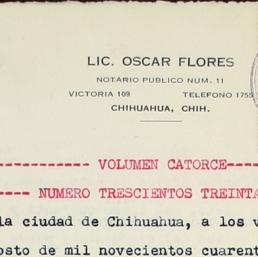 LIC. OSCAR FLORES
NOTARIO PUBLICO NUM. 11
VICTORIA 109 TELEFONO 1755
CHIHUAHUA, CHIH.
------------ VOLUMEN CATORCE----
---- NUMERO TRESCIENTOS TREINTA
la ciudad de Chihuahua, a los v
osto de mil novecientos cuarent